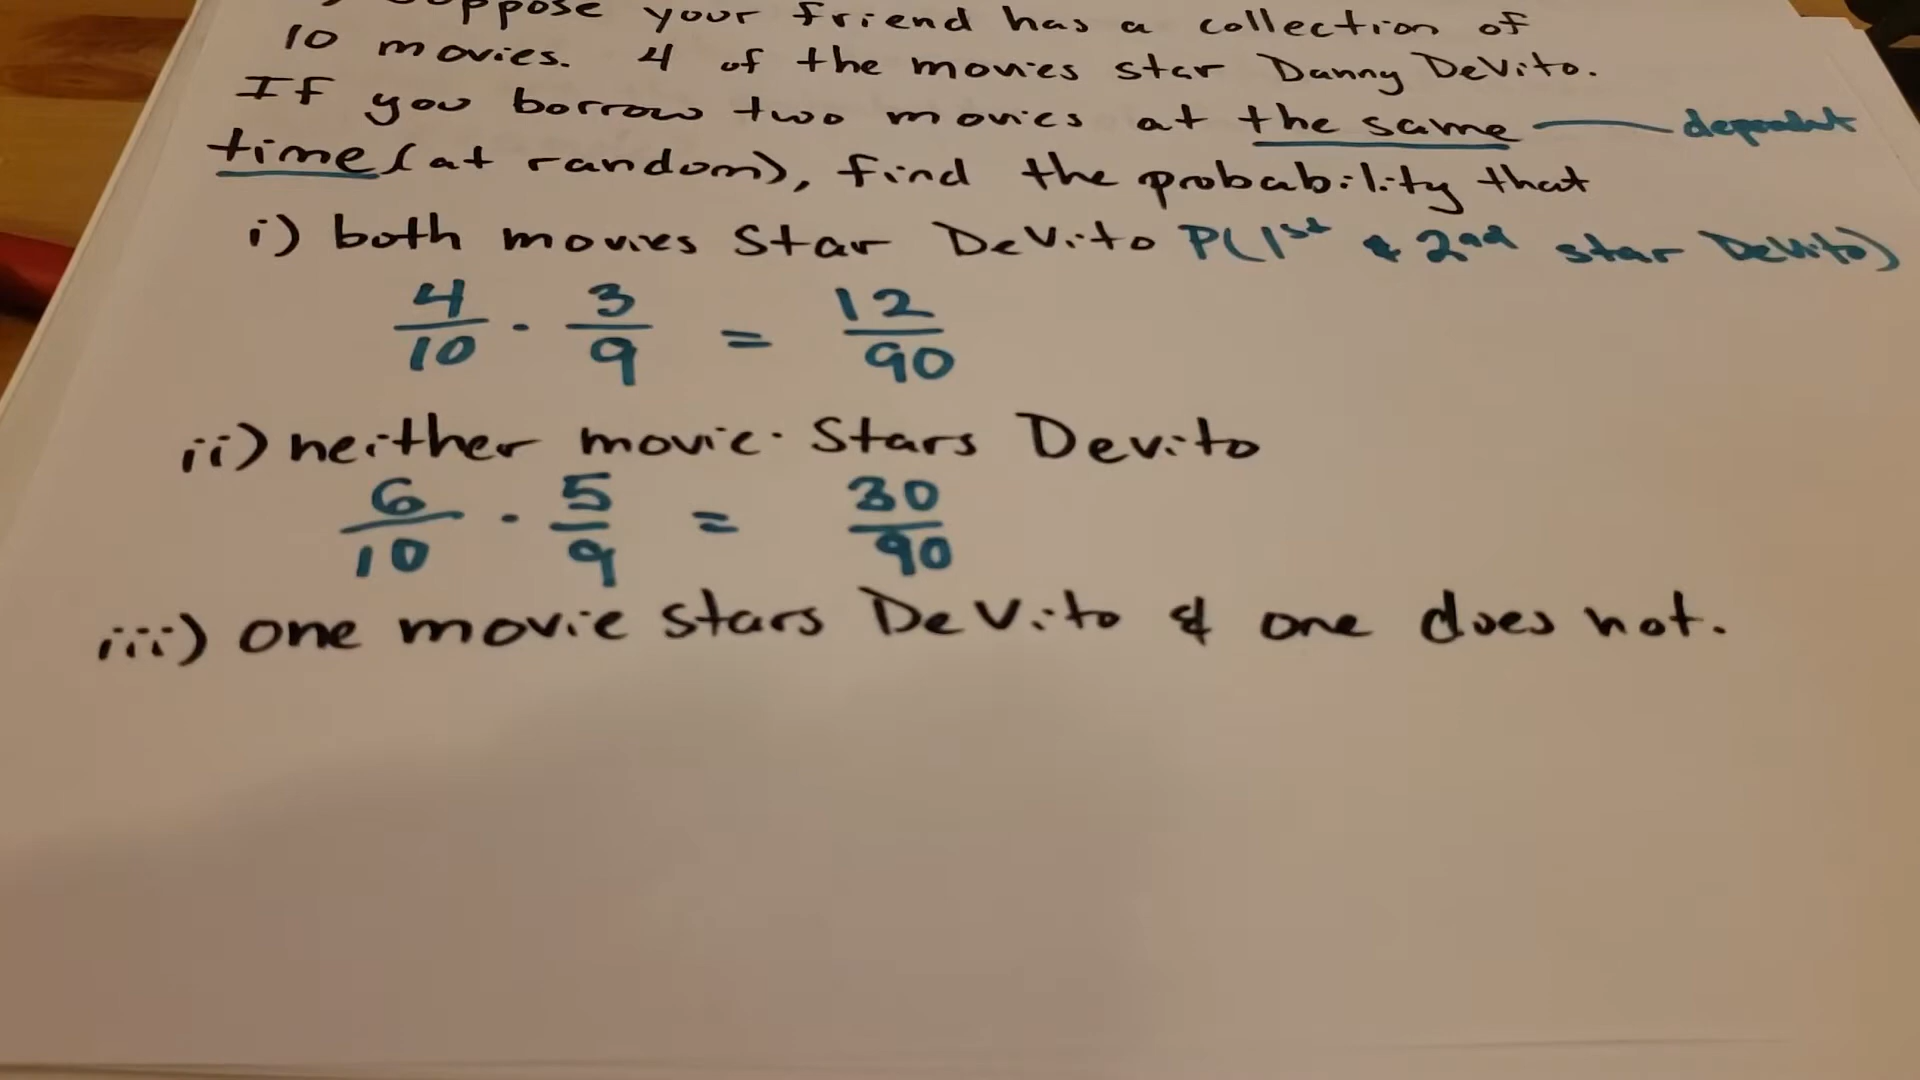 Suppose your friend has a collection of
10 movies. 4 of the movies star Danny DeVito.
If you borrow two movies at the same — dependent
time (at random), find the probability that
i) both movies star DeVito P(1st & 2nd star DeVito)
4/10 · 3/9 = 12/90
ii) neither movie stars Devito
6/10 · 5/9 = 30/90
iii) one movie stars DeVito & one does not.